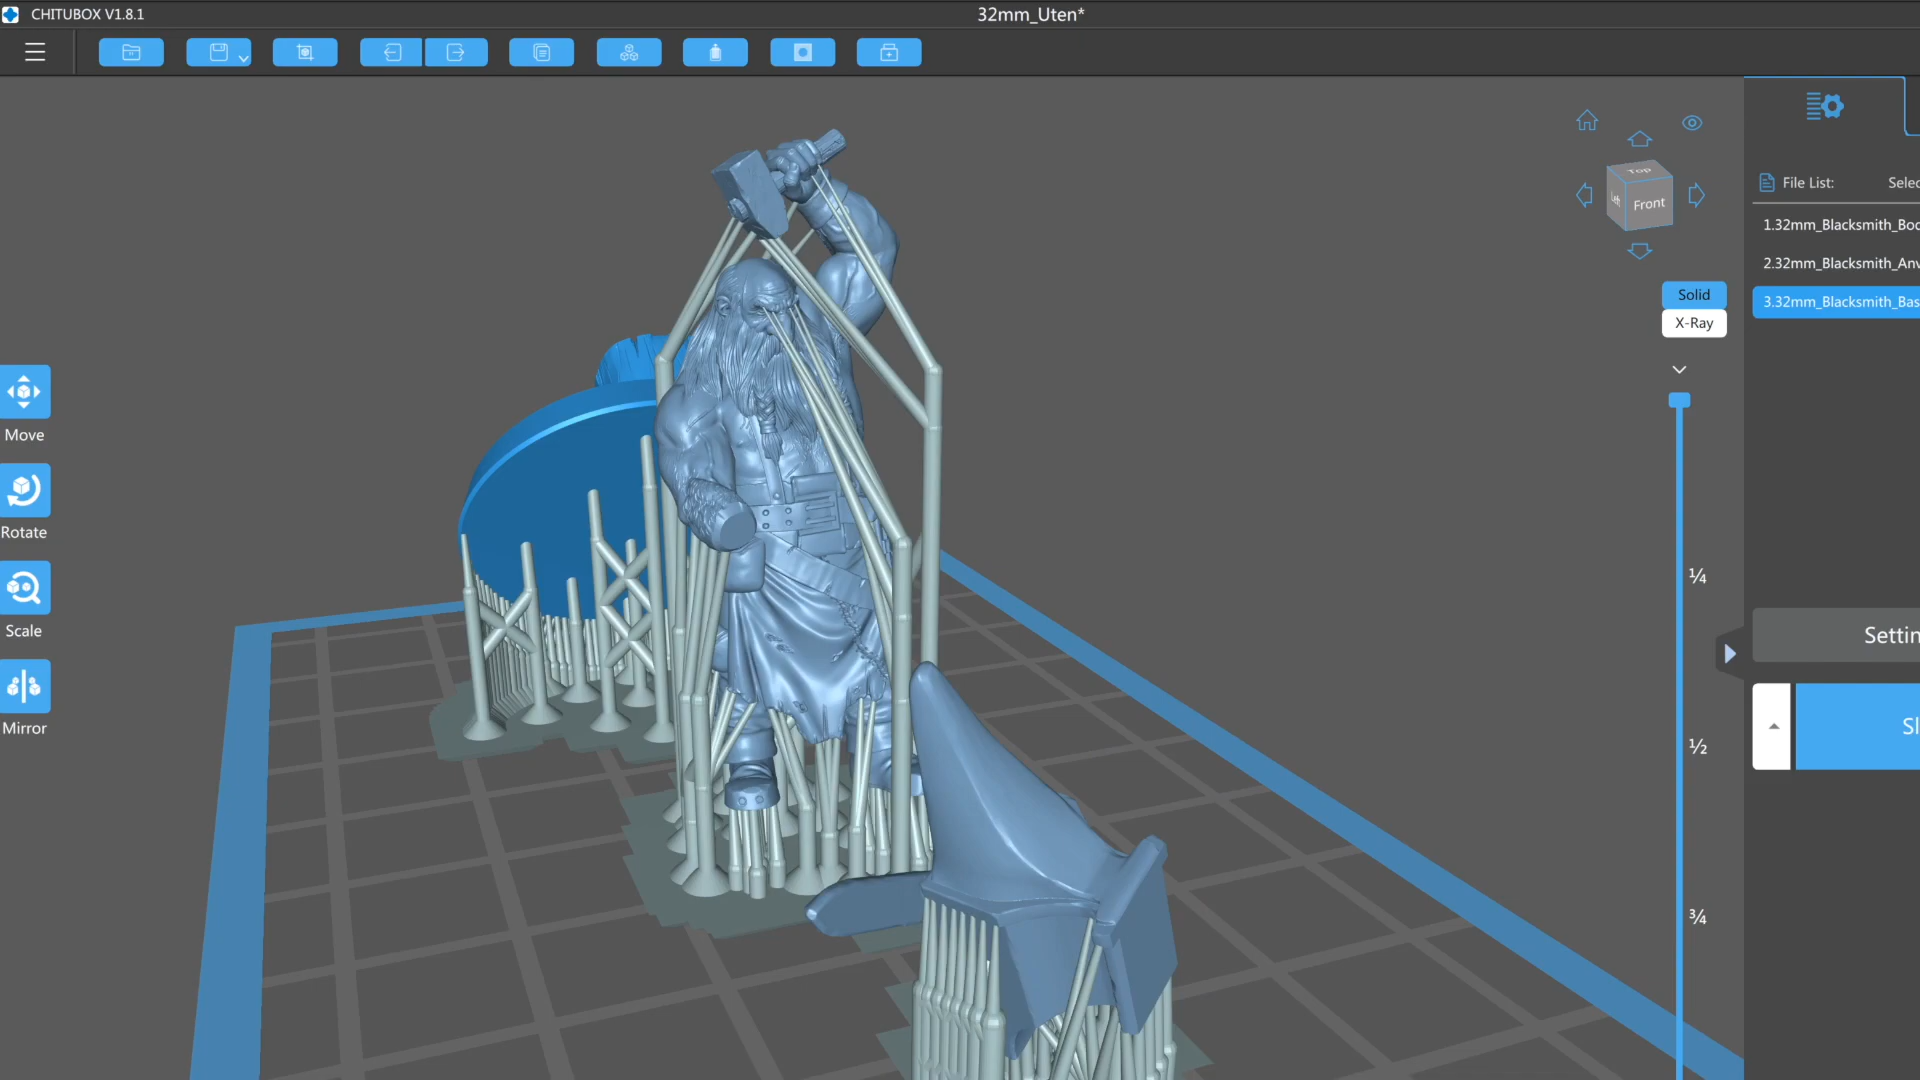 CHITUBOX V1.8.1
32mm_Uten*
Top
Front
File List:
Selec
1.32mm_Blacksmith_Boc
2.32mm_Blacksmith_Anv
3.32mm_Blacksmith_Bas
Solid
X-Ray
Move
Rotate
Scale
Mirror
¼
½
¾
Settin
Sl